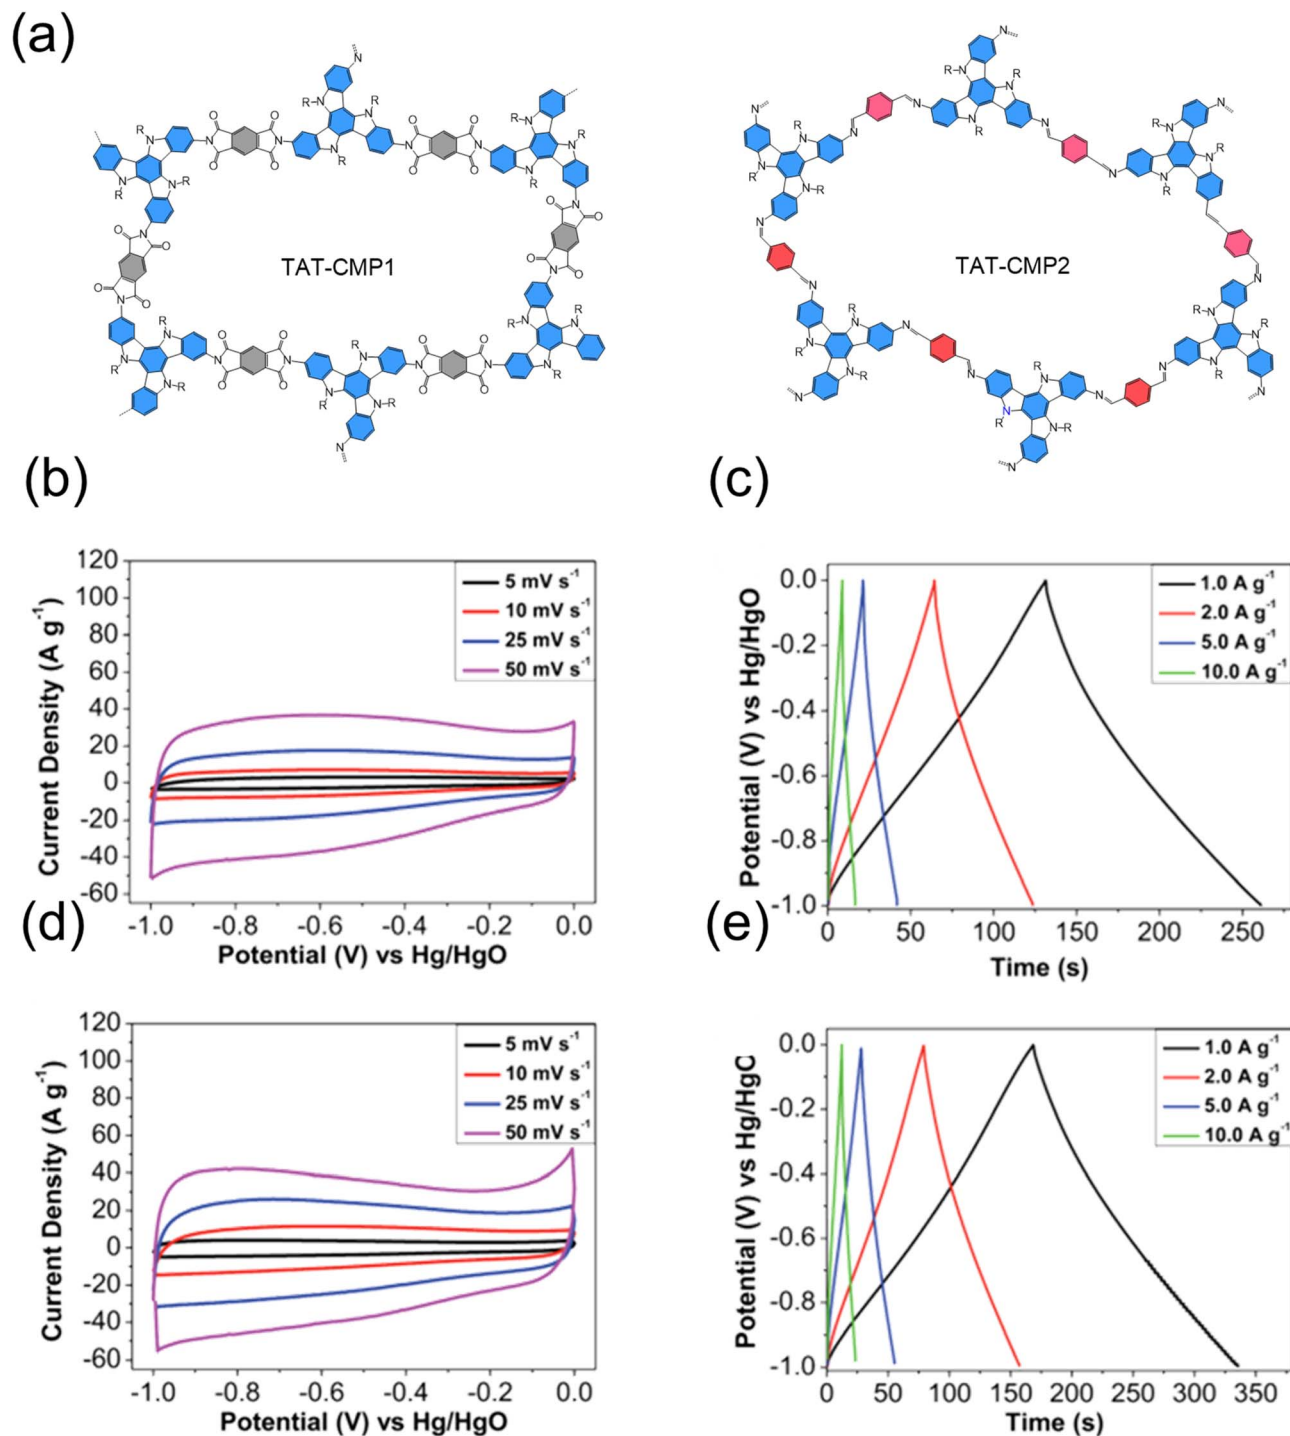 (a)
TAT-CMP1
TAT-CMP2
(b)
(c)
120
100
80
60
40
20
0
-20
-40
-60
Current Density (A g⁻¹)
5 mV s⁻¹
10 mV s⁻¹
25 mV s⁻¹
50 mV s⁻¹
-1.0 -0.8 -0.6 -0.4 -0.2 0.0
Potential (V) vs Hg/HgO
0.0
-0.2
-0.4
-0.6
-0.8
-1.0
Potential (V) vs Hg/HgO
1.0 A g⁻¹
2.0 A g⁻¹
5.0 A g⁻¹
10.0 A g⁻¹
0 50 100 150 200 250
Time (s)
(d)
(e)
120
100
80
60
40
20
0
-20
-40
-60
Current Density (A g⁻¹)
5 mV s⁻¹
10 mV s⁻¹
25 mV s⁻¹
50 mV s⁻¹
-1.0 -0.8 -0.6 -0.4 -0.2 0.0
Potential (V) vs Hg/HgO
0.0
-0.2
-0.4
-0.6
-0.8
-1.0
Potential (V) vs Hg/HgC
1.0 A g⁻¹
2.0 A g⁻¹
5.0 A g⁻¹
10.0 A g⁻¹
0 50 100 150 200 250 300 350
Time (s)